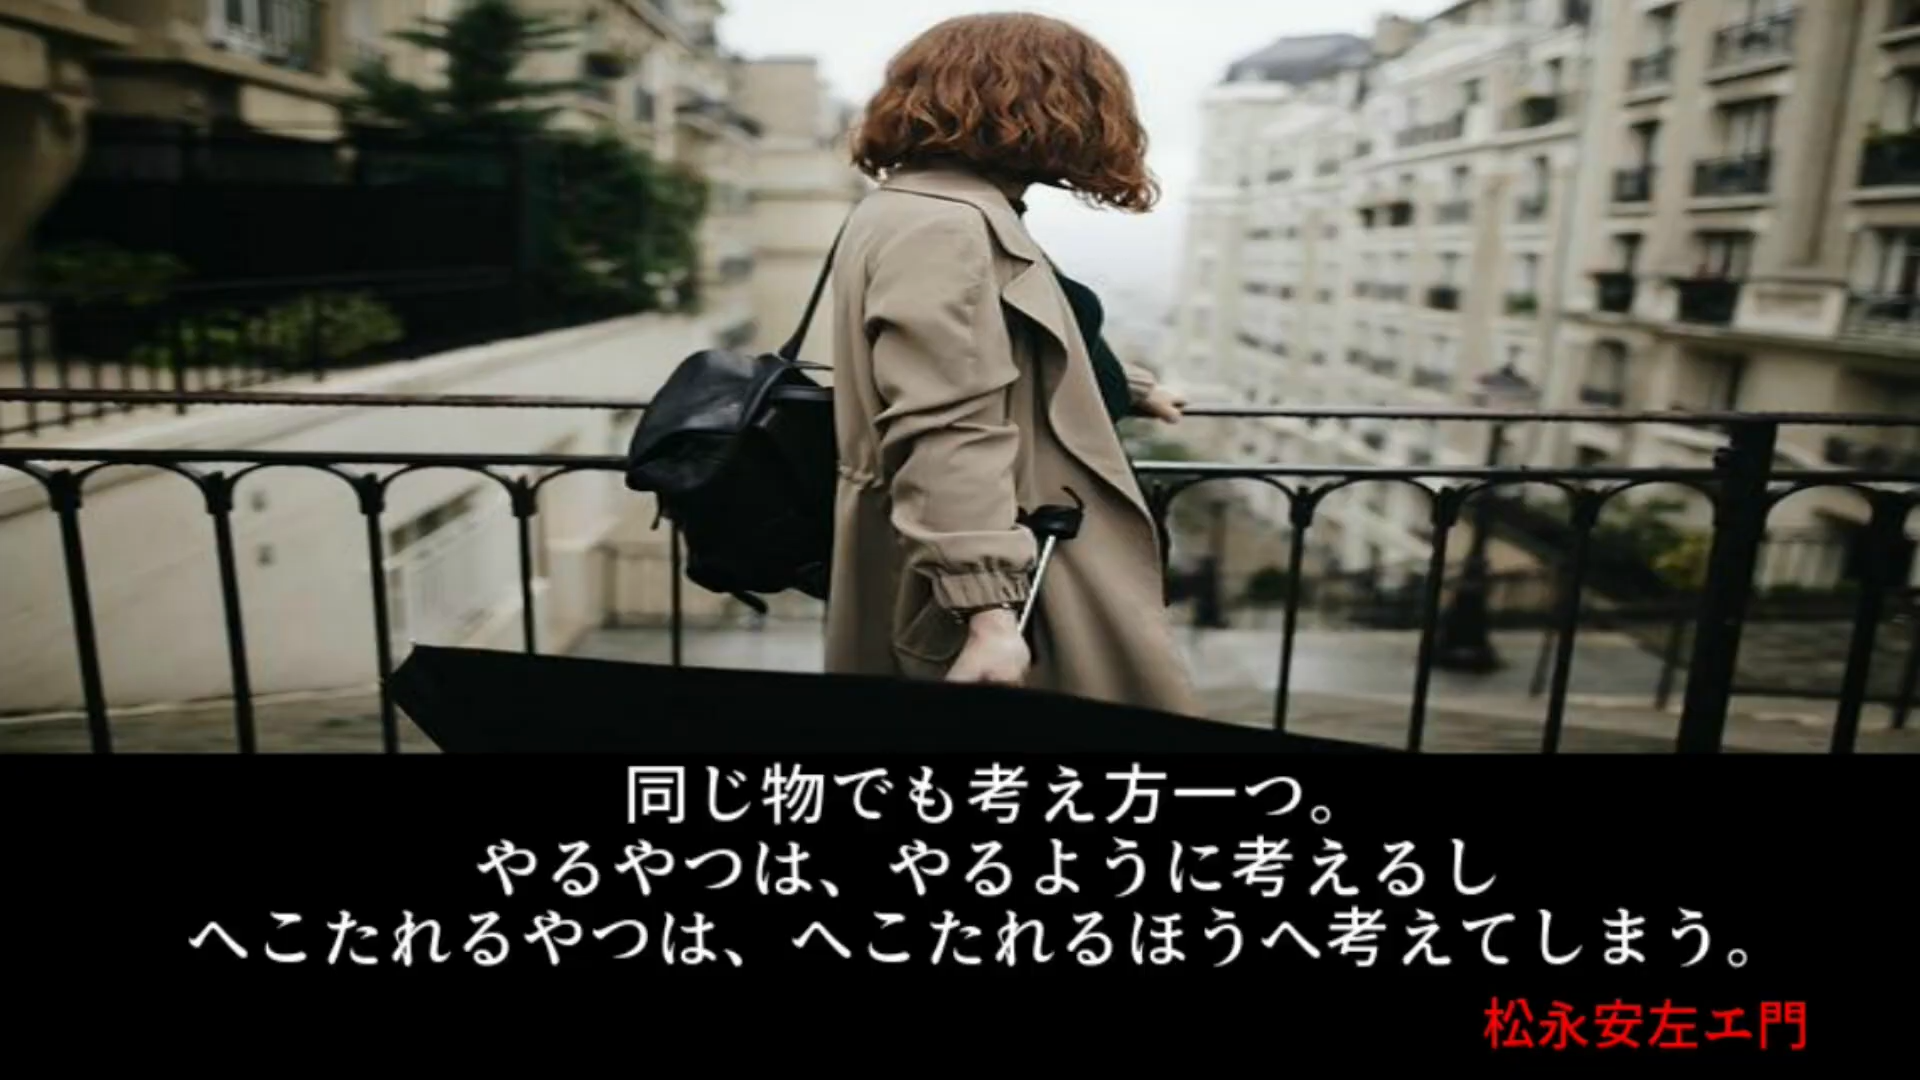 同じ物でも考え方一つ。
やるやつは、やるように考えるし
へこたれるやつは、へこたれるほうへ考えてしまう。
松永安左エ門